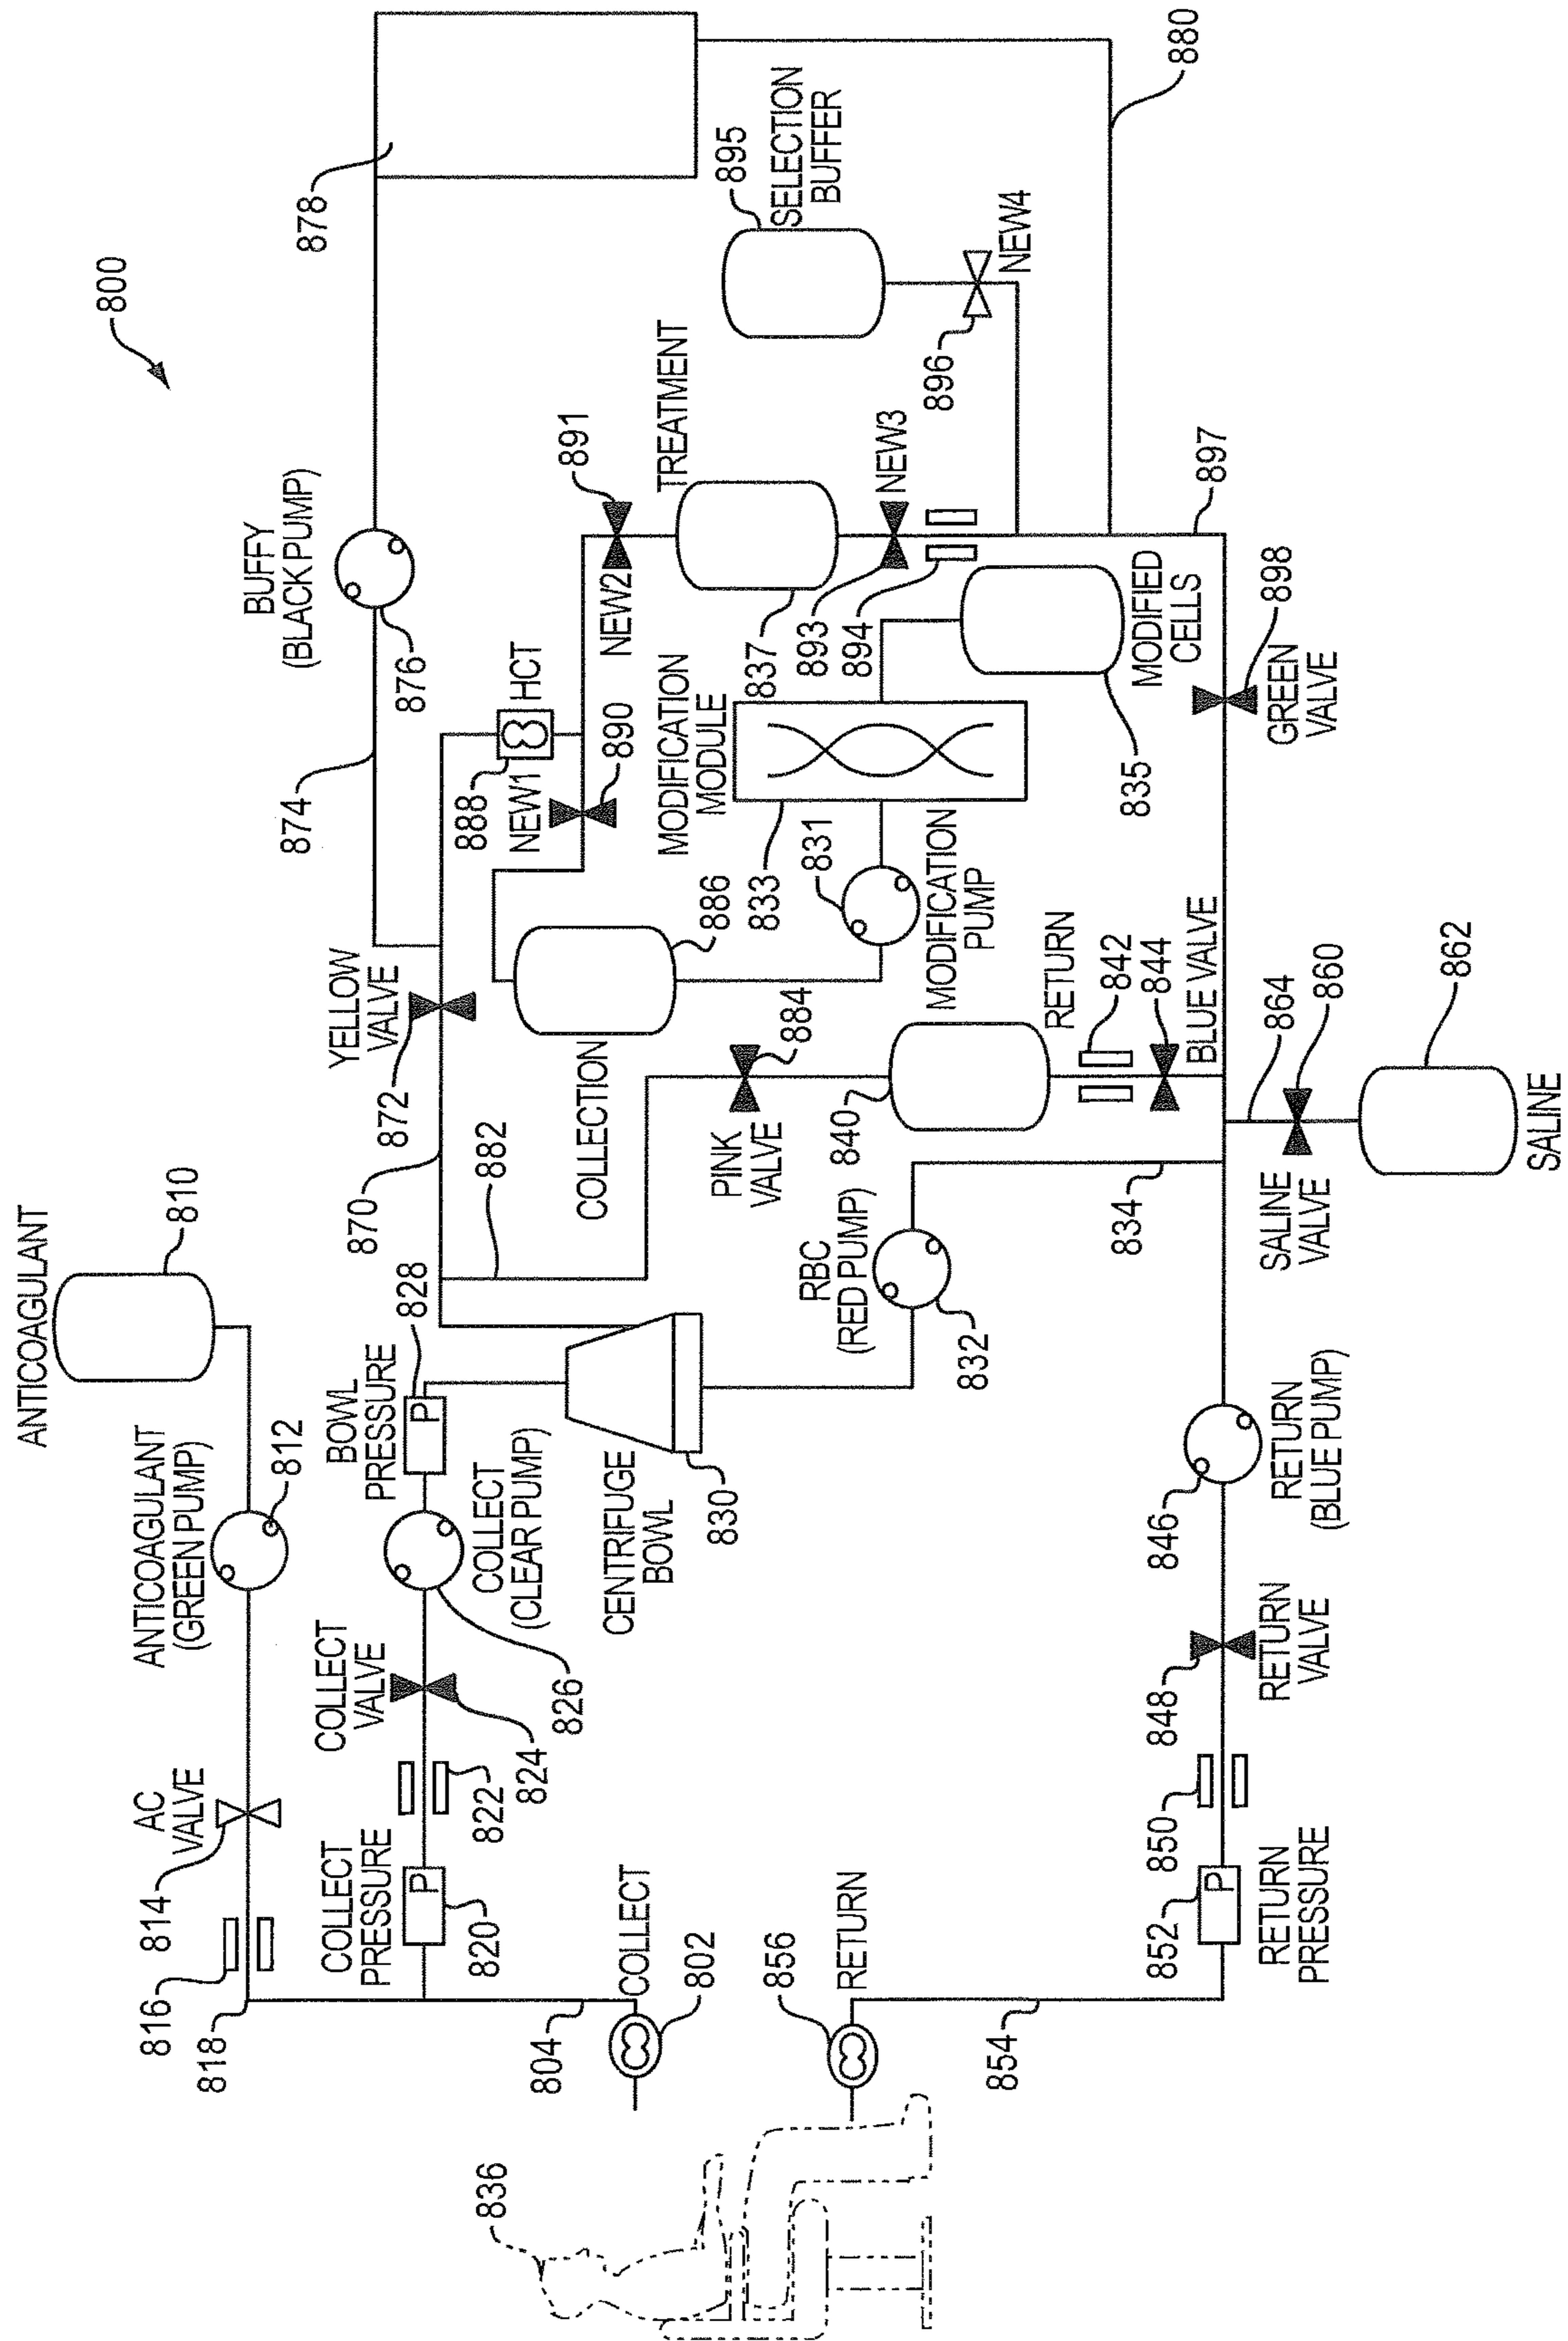 800
ANTICOAGULANT
810
ANTICOAGULANT
(GREEN PUMP)
812
AC
VALVE
814
816
818
COLLECT
PRESSURE
820
822
COLLECT
VALVE
824
826
COLLECT
(CLEAR PUMP)
BOWL
PRESSURE
828
P
P
804
COLLECT
802
CENTRIFUGE
BOWL
830
870
872
YELLOW
VALVE
874
BUFFY
(BLACK PUMP)
876
878
880
882
COLLECTION
886
888
HCT
NEW1
890
NEW2
891
TREATMENT
837
SELECTION
BUFFER
895
896
NEW4
893
NEW3
894
MODIFICATION
MODULE
833
831
MODIFICATION
PUMP
835
MODIFIED
CELLS
897
898
GREEN
VALVE
PINK
VALVE
884
840
RETURN
842
844
BLUE VALVE
RBC
(RED PUMP)
832
834
864
860
862
SALINE
VALVE
SALINE
RETURN
(BLUE PUMP)
846
848
RETURN
VALVE
850
852
P
RETURN
PRESSURE
854
856
RETURN
836